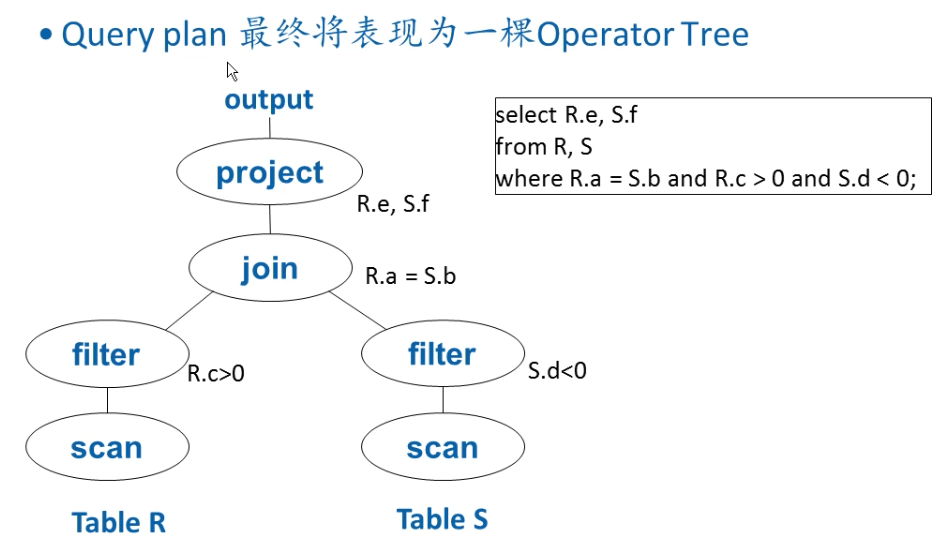 • Query plan 最终将表现为一棵Operator Tree
output
select R.e, S.f
from R, S
where R.a = S.b and R.c > 0 and S.d < 0;
project
R.e, S.f
join
R.a = S.b
filter
R.c>0
filter
S.d<0
scan
scan
Table R
Table S